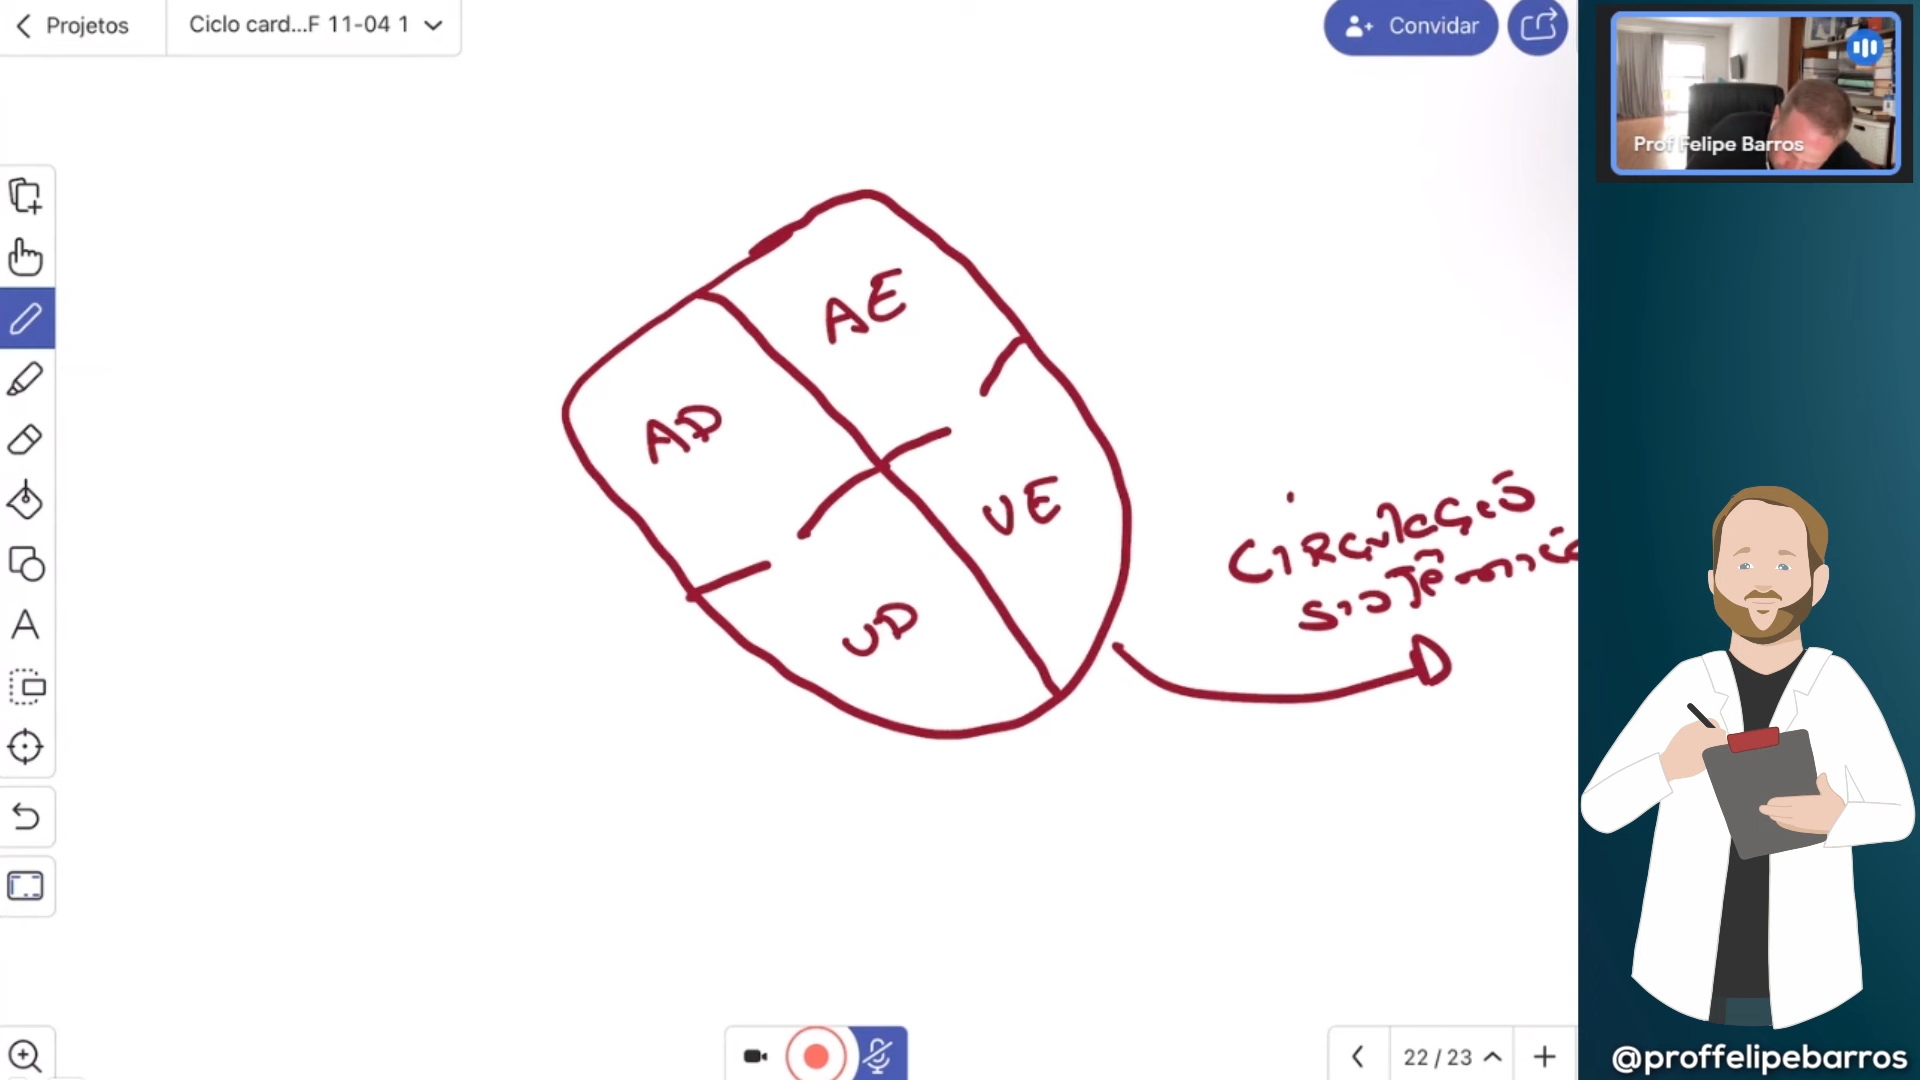 Projetos
Ciclo card...F 11-04 1
Convidar
Prof Felipe Barros
AE
AD
VE
VD
CIRCULAÇÃO
SISTÊMICA
22 / 23
@proffelipebarros